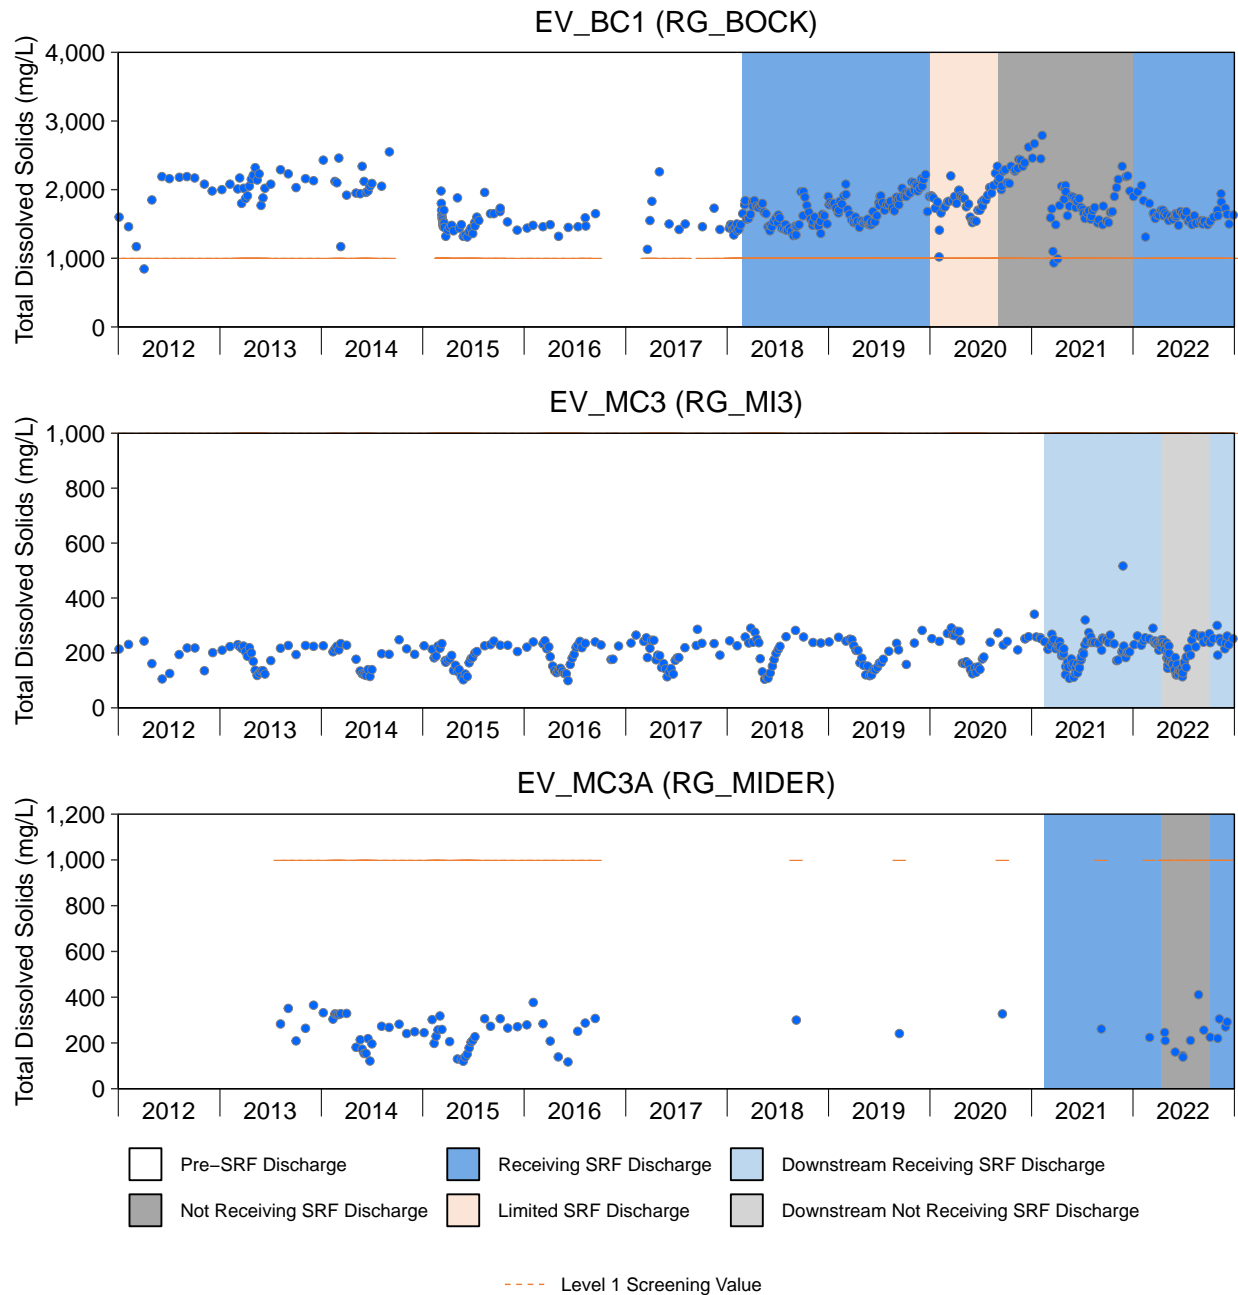 EV_BC1 (RG_BOCK)
Total Dissolved Solids (mg/L)
4,000
3,000
2,000
1,000
0
2012 2013 2014 2015 2016 2017 2018 2019 2020 2021 2022
EV_MC3 (RG_MI3)
Total Dissolved Solids (mg/L)
1,000
800
600
400
200
0
2012 2013 2014 2015 2016 2017 2018 2019 2020 2021 2022
EV_MC3A (RG_MIDER)
Total Dissolved Solids (mg/L)
1,200
1,000
800
600
400
200
0
2012 2013 2014 2015 2016 2017 2018 2019 2020 2021 2022
Pre−SRF Discharge Receiving SRF Discharge Downstream Receiving SRF Discharge
Not Receiving SRF Discharge Limited SRF Discharge Downstream Not Receiving SRF Discharge
Level 1 Screening Value